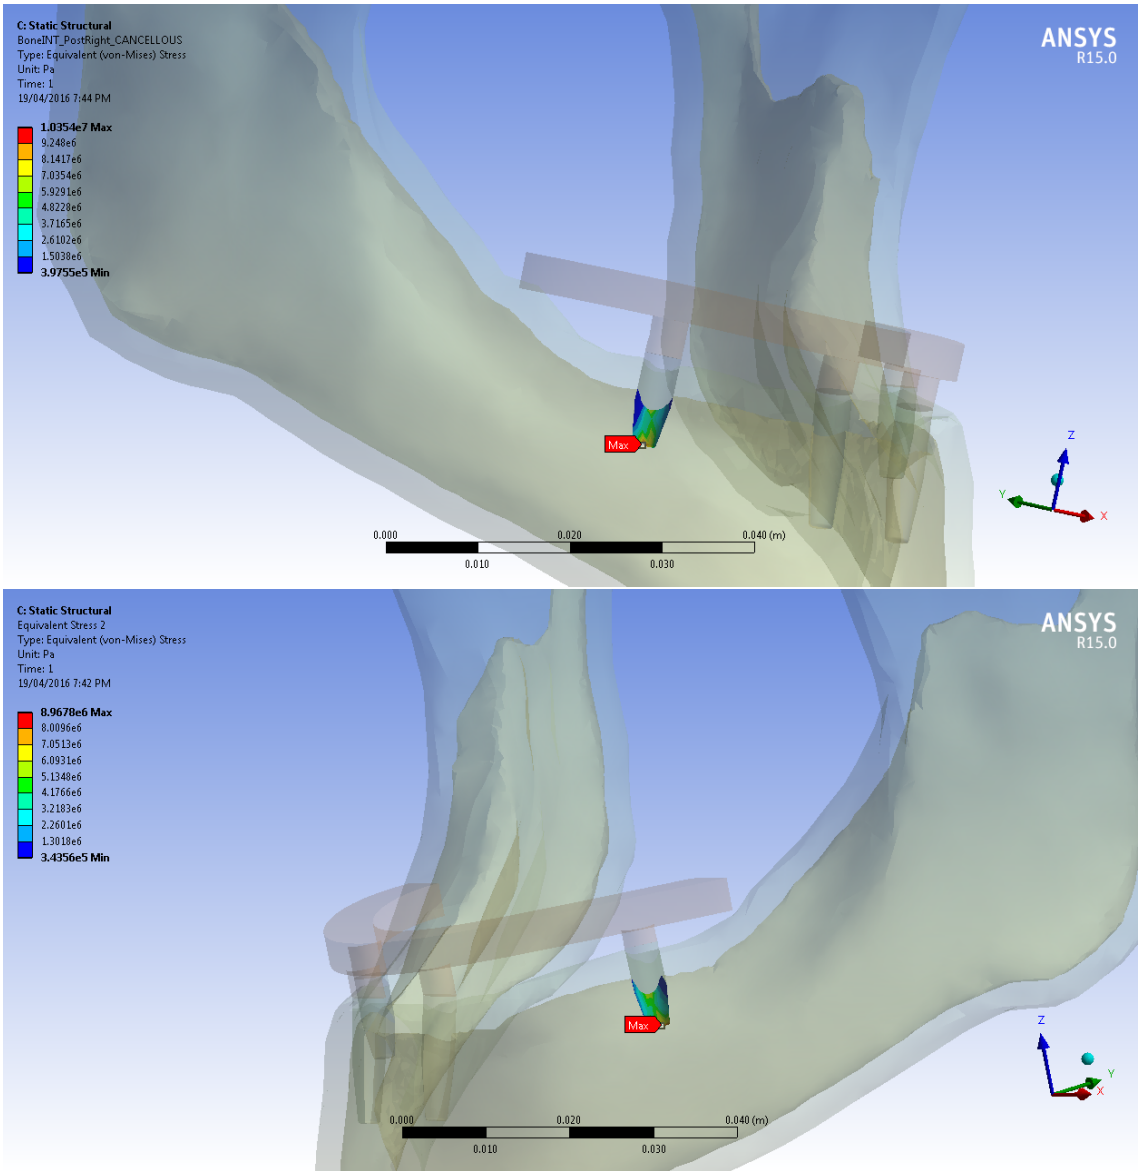 C: Static Structural
BoneINT_PostRight_CANCELLOUS
Type: Equivalent (von-Mises) Stress
Unit: Pa
Time: 1
19/04/2016 7:44 PM
ANSYS
R15.0
1.0354e7 Max
9.248e6
8.1417e6
7.0354e6
5.9291e6
4.8228e6
3.7165e6
2.6102e6
1.5038e6
3.9755e5 Min
Max
Z
Y
X
0.000 0.020 0.040 (m)
0.010 0.030
C: Static Structural
Equivalent Stress 2
Type: Equivalent (von-Mises) Stress
Unit: Pa
Time: 1
19/04/2016 7:42 PM
ANSYS
R15.0
8.9678e6 Max
8.0096e6
7.0513e6
6.0931e6
5.1348e6
4.1766e6
3.2183e6
2.2601e6
1.3018e6
3.4356e5 Min
Max
Z
Y
X
0.000 0.020 0.040 (m)
0.010 0.030